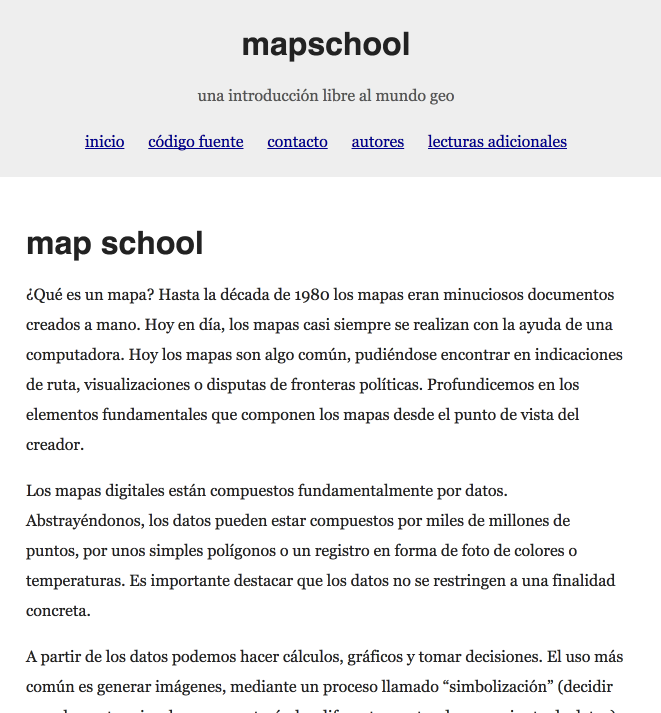 mapschool
una introducción libre al mundo geo
inicio código fuente contacto autores lecturas adicionales
map school
¿Qué es un mapa? Hasta la década de 1980 los mapas eran minuciosos documentos
creados a mano. Hoy en día, los mapas casi siempre se realizan con la ayuda de una
computadora. Hoy los mapas son algo común, pudiéndose encontrar en indicaciones
de ruta, visualizaciones o disputas de fronteras políticas. Profundicemos en los
elementos fundamentales que componen los mapas desde el punto de vista del
creador.
Los mapas digitales están compuestos fundamentalmente por datos.
Abstrayéndonos, los datos pueden estar compuestos por miles de millones de
puntos, por unos simples polígonos o un registro en forma de foto de colores o
temperaturas. Es importante destacar que los datos no se restringen a una finalidad
concreta.
A partir de los datos podemos hacer cálculos, gráficos y tomar decisiones. El uso más
común es generar imágenes, mediante un proceso llamado “simbolización” (decidir